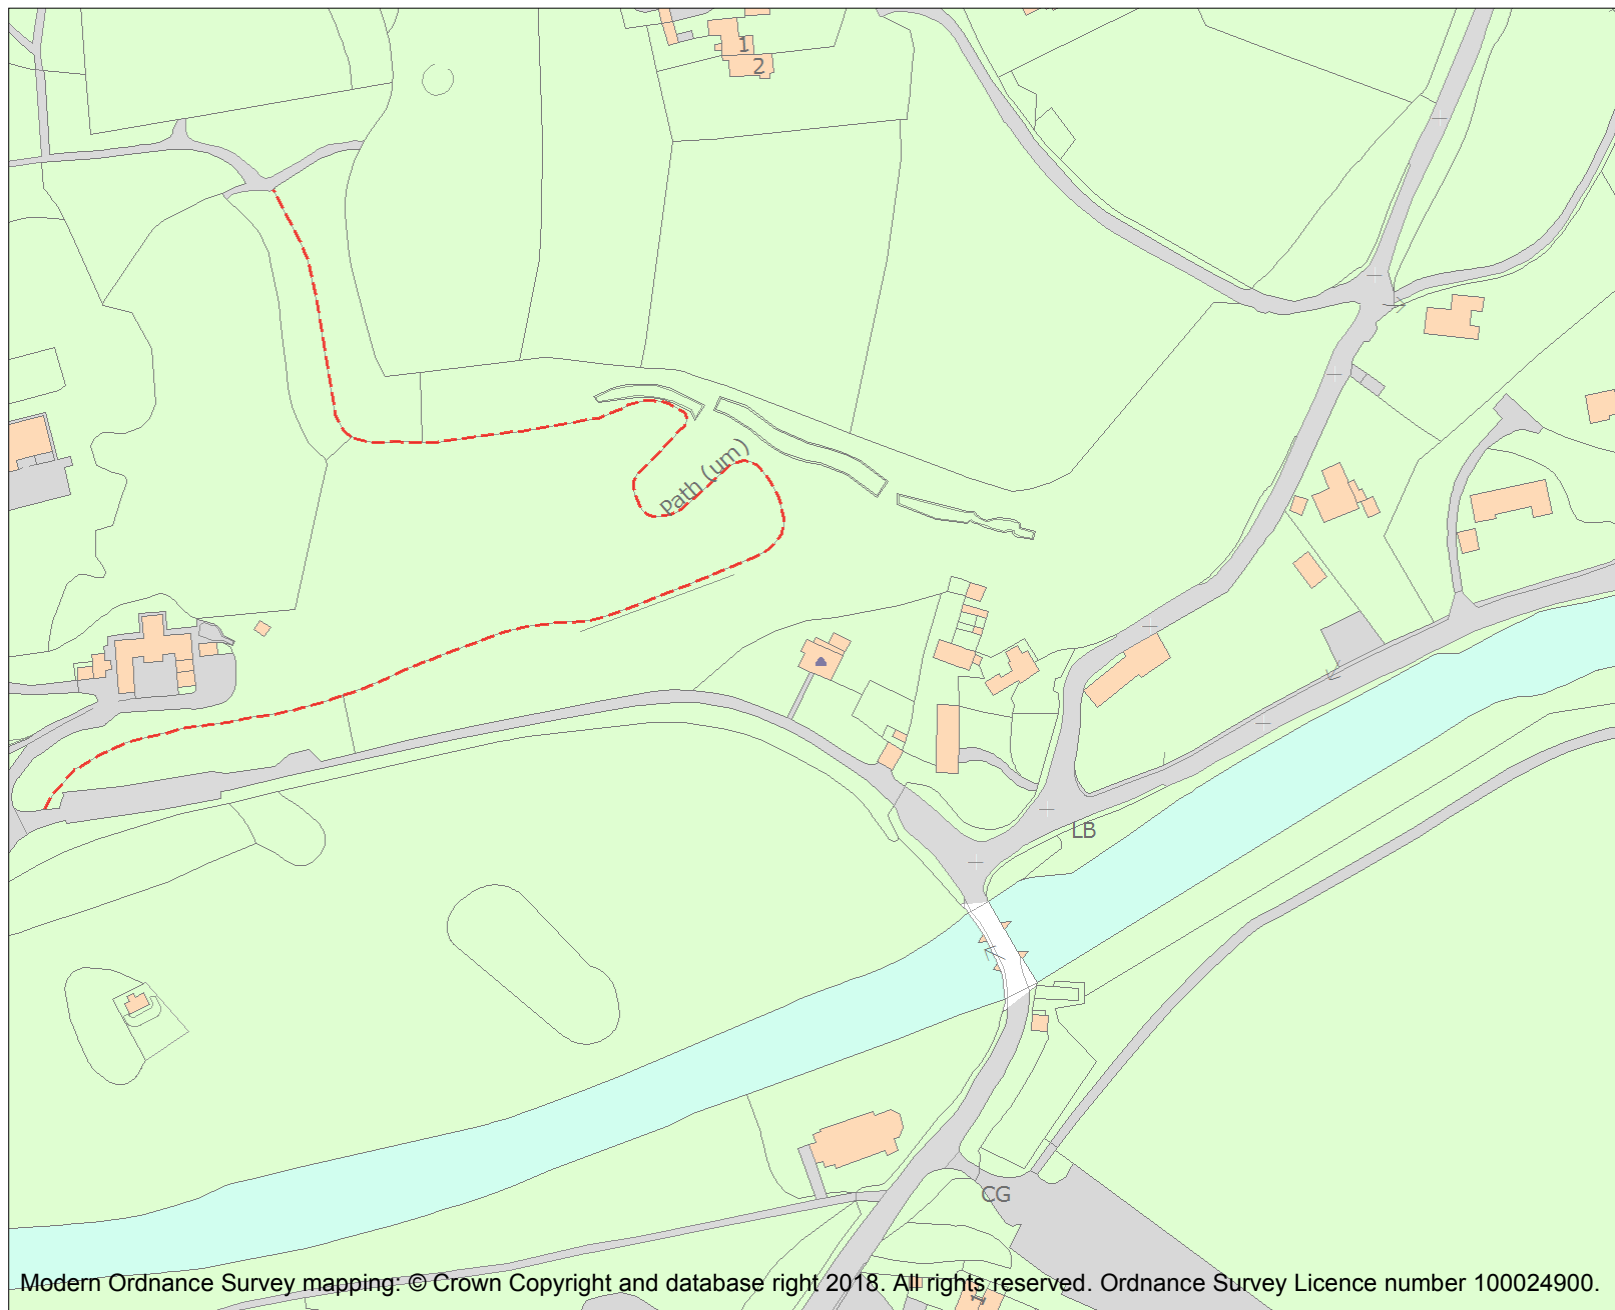 1
2
Path (um)
LB
CG
1
Modern Ordnance Survey mapping: © Crown Copyright and database right 2018. All rights reserved. Ordnance Survey Licence number 100024900.